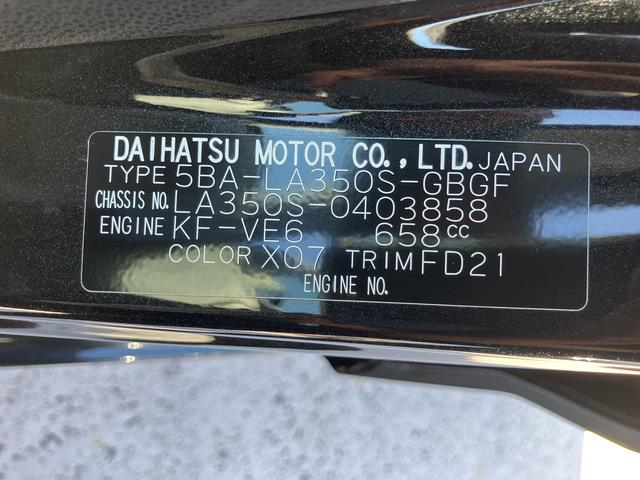 DAIHATSU MOTOR CO., LTD. JAPAN
TYPE 5BA-LA350S-GBGF
CHASSIS NO. LA350S-0403858
ENGINE KF-VE6 658cc
COLOR X07 TRIM FD21
ENGINE NO.